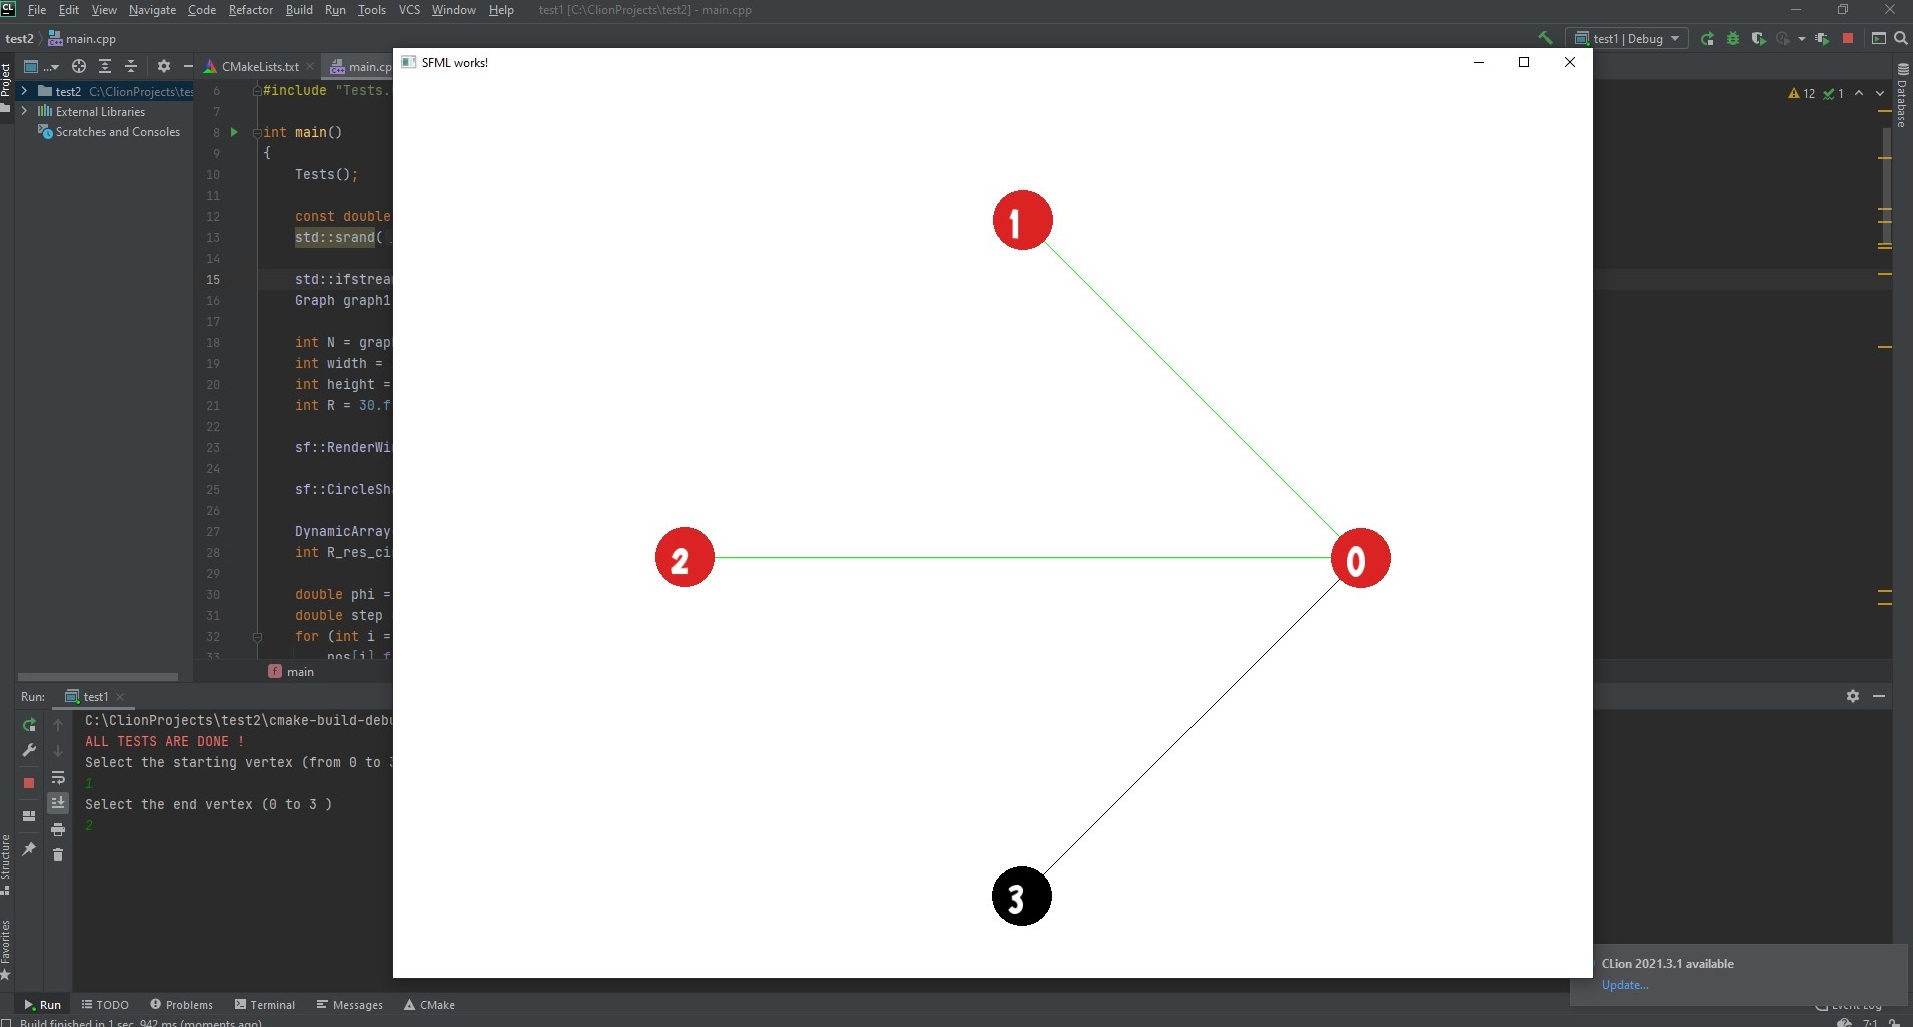 CL File Edit View Navigate Code Refactor Build Run Tools VCS Window Help test1 [C:\ClionProjects\test2] - main.cpp
test2 main.cpp test1 | Debug
Project ... CMakeLists.txt main.cp
SFML works!
test2 C:\ClionProjects\tes
External Libraries
Scratches and Consoles
12 1
Database
6 #include "Tests.
7
8 int main()
9 {
10 Tests();
11
12 const double
13 std::srand(
14
15 std::ifstrea
16 Graph graph1
17
18 int N = grap
19 int width =
20 int height =
21 int R = 30.f
22
23 sf::RenderWi
24
25 sf::CircleSh
26
27 DynamicArray
28 int R_res_ci
29
30 double phi =
31 double step
32 for (int i =
33 pos[i].f
main
1
2
0
3
Run: test1
C:\ClionProjects\test2\cmake-build-debu
ALL TESTS ARE DONE !
Select the starting vertex (from 0 to 3
1
Select the end vertex (0 to 3 )
2
Structure
Favorites
CLion 2021.3.1 available
Update...
Run TODO Problems Terminal Messages CMake Event Log
Build finished in 1 sec, 942 ms (moments ago) 7:1